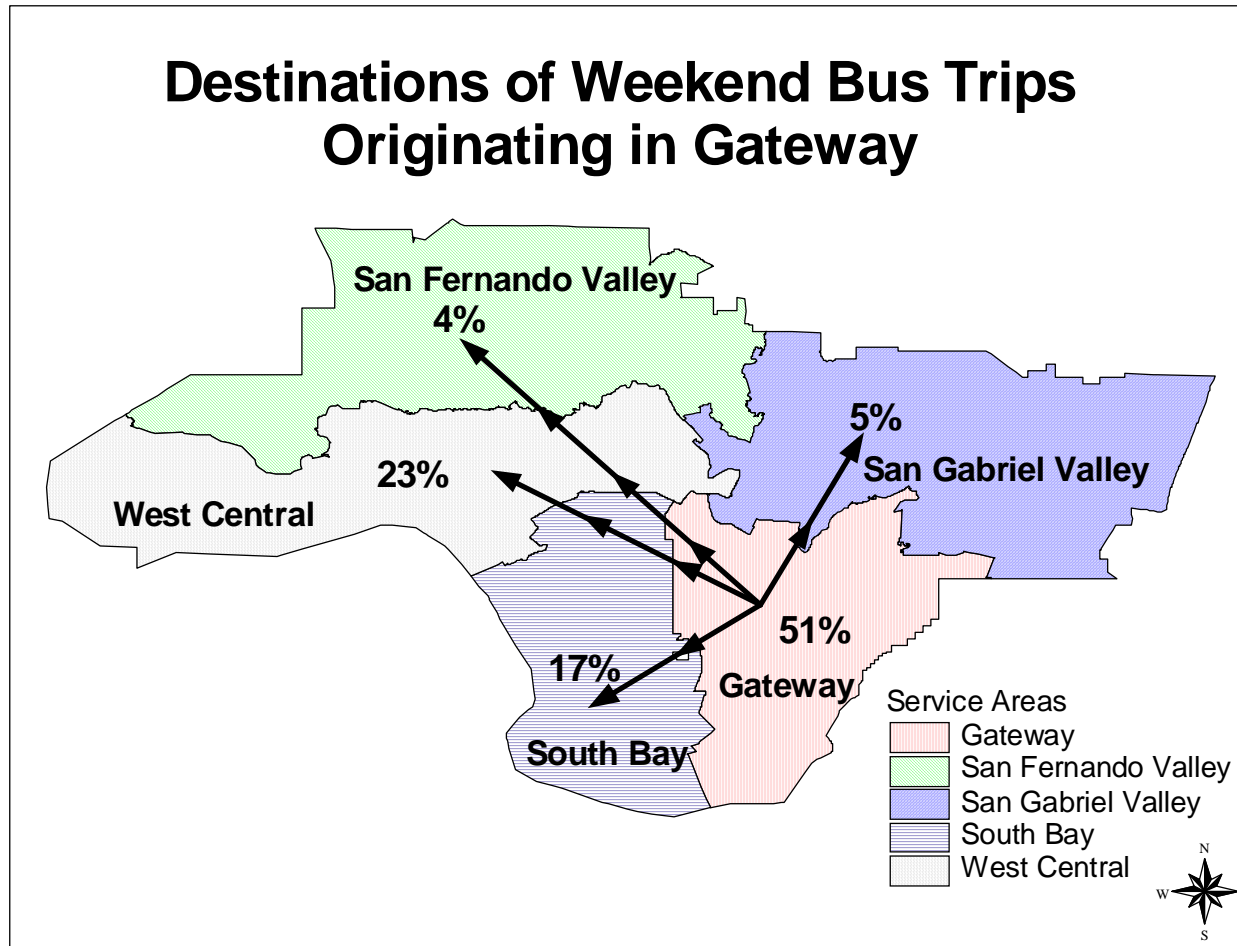 Destinations of Weekend Bus Trips
Originating in Gateway
San Fernando Valley
4%
5%
San Gabriel Valley
23%
West Central
51%
Gateway
17%
South Bay
Service Areas
Gateway
San Fernando Valley
San Gabriel Valley
South Bay
West Central
N
W
E
S